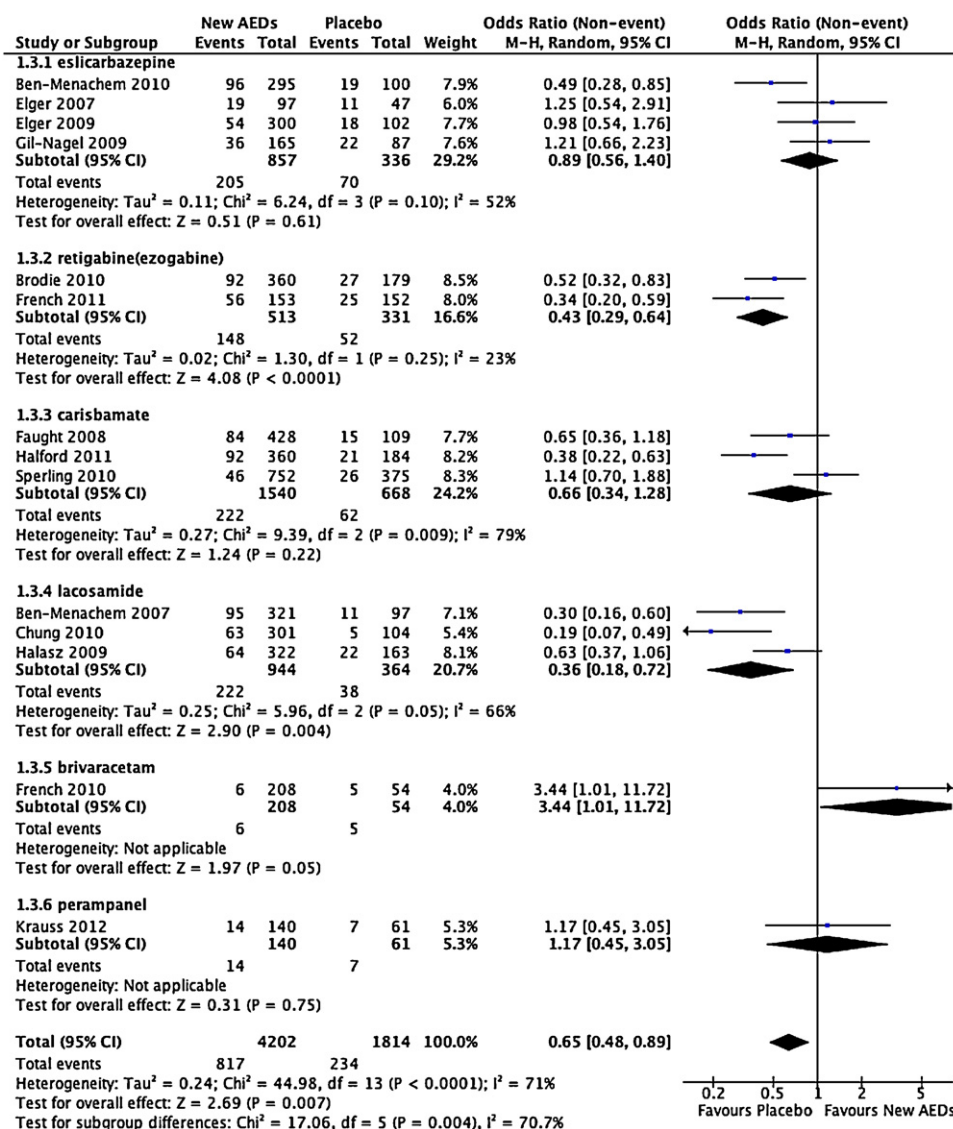 New AEDs Placebo Odds Ratio (Non-event) Odds Ratio (Non-event)
Study or Subgroup Events Total Events Total Weight M-H, Random, 95% CI M-H, Random, 95% CI
1.3.1 eslicarbazepine
Ben-Menachem 2010 96 295 19 100 7.9% 0.49 [0.28, 0.85]
Elger 2007 19 97 11 47 6.0% 1.25 [0.54, 2.91]
Elger 2009 54 300 18 102 7.7% 0.98 [0.54, 1.76]
Gil-Nagel 2009 36 165 22 87 7.6% 1.21 [0.66, 2.23]
Subtotal (95% CI) 857 336 29.2% 0.89 [0.56, 1.40]
Total events 205 70
Heterogeneity: Tau² = 0.11; Chi² = 6.24, df = 3 (P = 0.10); I² = 52%
Test for overall effect: Z = 0.51 (P = 0.61)
1.3.2 retigabine(ezogabine)
Brodie 2010 92 360 27 179 8.5% 0.52 [0.32, 0.83]
French 2011 56 153 25 152 8.0% 0.34 [0.20, 0.59]
Subtotal (95% CI) 513 331 16.6% 0.43 [0.29, 0.64]
Total events 148 52
Heterogeneity: Tau² = 0.02; Chi² = 1.30, df = 1 (P = 0.25); I² = 23%
Test for overall effect: Z = 4.08 (P < 0.0001)
1.3.3 carisbamate
Faught 2008 84 428 15 109 7.7% 0.65 [0.36, 1.18]
Halford 2011 92 360 21 184 8.2% 0.38 [0.22, 0.63]
Sperling 2010 46 752 26 375 8.3% 1.14 [0.70, 1.88]
Subtotal (95% CI) 1540 668 24.2% 0.66 [0.34, 1.28]
Total events 222 62
Heterogeneity: Tau² = 0.27; Chi² = 9.39, df = 2 (P = 0.009); I² = 79%
Test for overall effect: Z = 1.24 (P = 0.22)
1.3.4 lacosamide
Ben-Menachem 2007 95 321 11 97 7.1% 0.30 [0.16, 0.60]
Chung 2010 63 301 5 104 5.4% 0.19 [0.07, 0.49]
Halasz 2009 64 322 22 163 8.1% 0.63 [0.37, 1.06]
Subtotal (95% CI) 944 364 20.7% 0.36 [0.18, 0.72]
Total events 222 38
Heterogeneity: Tau² = 0.25; Chi² = 5.96, df = 2 (P = 0.05); I² = 66%
Test for overall effect: Z = 2.90 (P = 0.004)
1.3.5 brivaracetam
French 2010 6 208 5 54 4.0% 3.44 [1.01, 11.72]
Subtotal (95% CI) 208 54 4.0% 3.44 [1.01, 11.72]
Total events 6 5
Heterogeneity: Not applicable
Test for overall effect: Z = 1.97 (P = 0.05)
1.3.6 perampanel
Krauss 2012 14 140 7 61 5.3% 1.17 [0.45, 3.05]
Subtotal (95% CI) 140 61 5.3% 1.17 [0.45, 3.05]
Total events 14 7
Heterogeneity: Not applicable
Test for overall effect: Z = 0.31 (P = 0.75)
Total (95% CI) 4202 1814 100.0% 0.65 [0.48, 0.89]
Total events 817 234
Heterogeneity: Tau² = 0.24; Chi² = 44.98, df = 13 (P < 0.0001); I² = 71%
Test for overall effect: Z = 2.69 (P = 0.007)
Test for subgroup differences: Chi² = 17.06, df = 5 (P = 0.004), I² = 70.7%
0.2 0.5 1 2 5
Favours Placebo Favours New AEDs